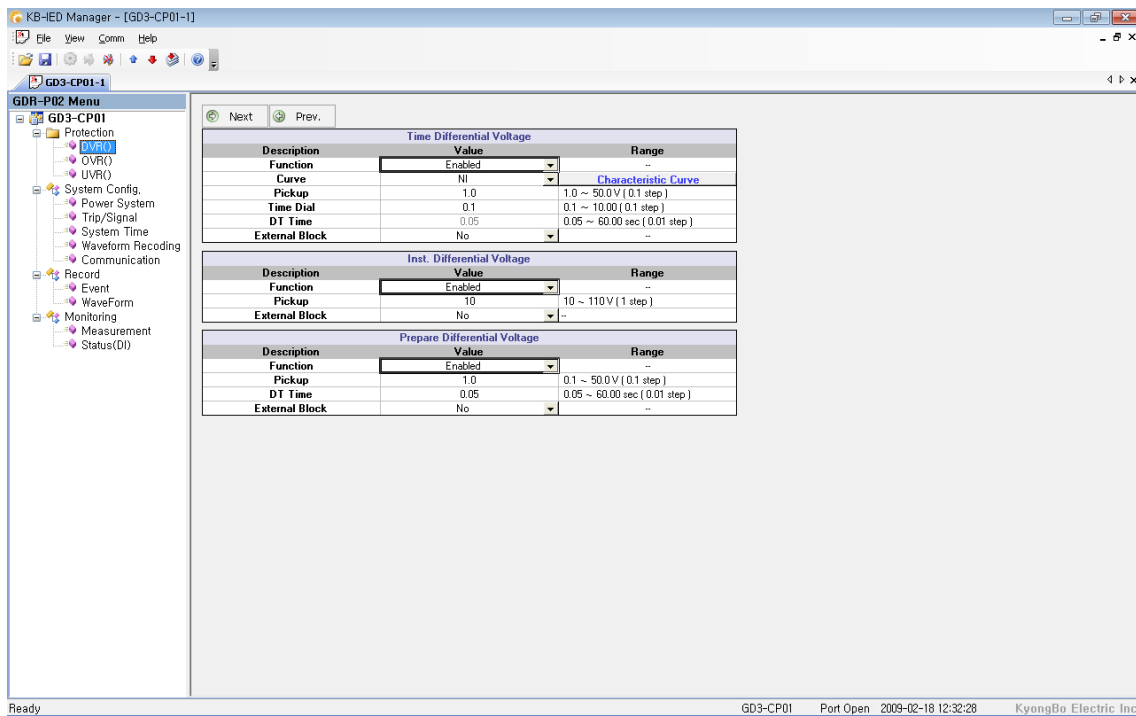 KB-IED Manager - [GD3-CP01-1]
File View Comm Help
GD3-CP01-1
GDR-P02 Menu
GD3-CP01
Protection
DVR()
OVR()
UVR()
System Config,
Power System
Trip/Signal
System Time
Waveform Recoding
Communication
Record
Event
WaveForm
Monitoring
Measurement
Status(DI)
Next Prev.
Time Differential Voltage
Description Value Range
Function Enabled --
Curve NI Characteristic Curve
Pickup 1.0 1.0 ~ 50.0 V ( 0.1 step )
Time Dial 0.1 0.1 ~ 10.00 ( 0.1 step )
DT Time 0.05 0.05 ~ 60.00 sec ( 0.01 step )
External Block No --
Inst. Differential Voltage
Description Value Range
Function Enabled --
Pickup 10 10 ~ 110 V ( 1 step )
External Block No --
Prepare Differential Voltage
Description Value Range
Function Enabled --
Pickup 1.0 0.1 ~ 50.0 V ( 0.1 step )
DT Time 0.05 0.05 ~ 60.00 sec ( 0.01 step )
External Block No --
Ready GD3-CP01 Port Open 2009-02-18 12:32:28 KyongBo Electric Inc